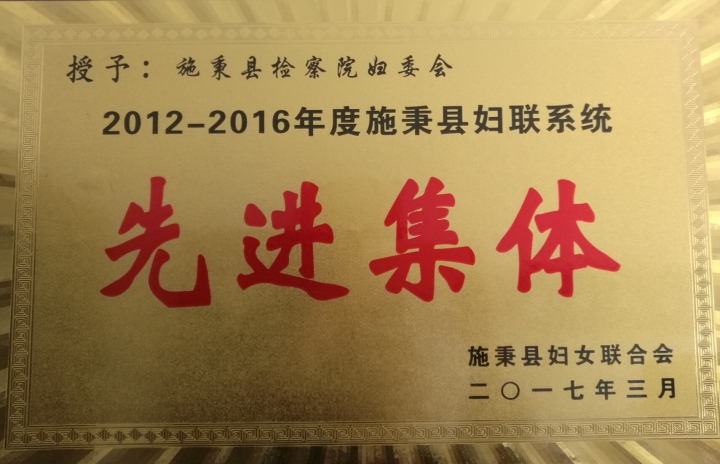 授予：施秉县检察院妇委会
2012-2016年度施秉县妇联系统
先进集体
施秉县妇女联合会
二〇一七年三月